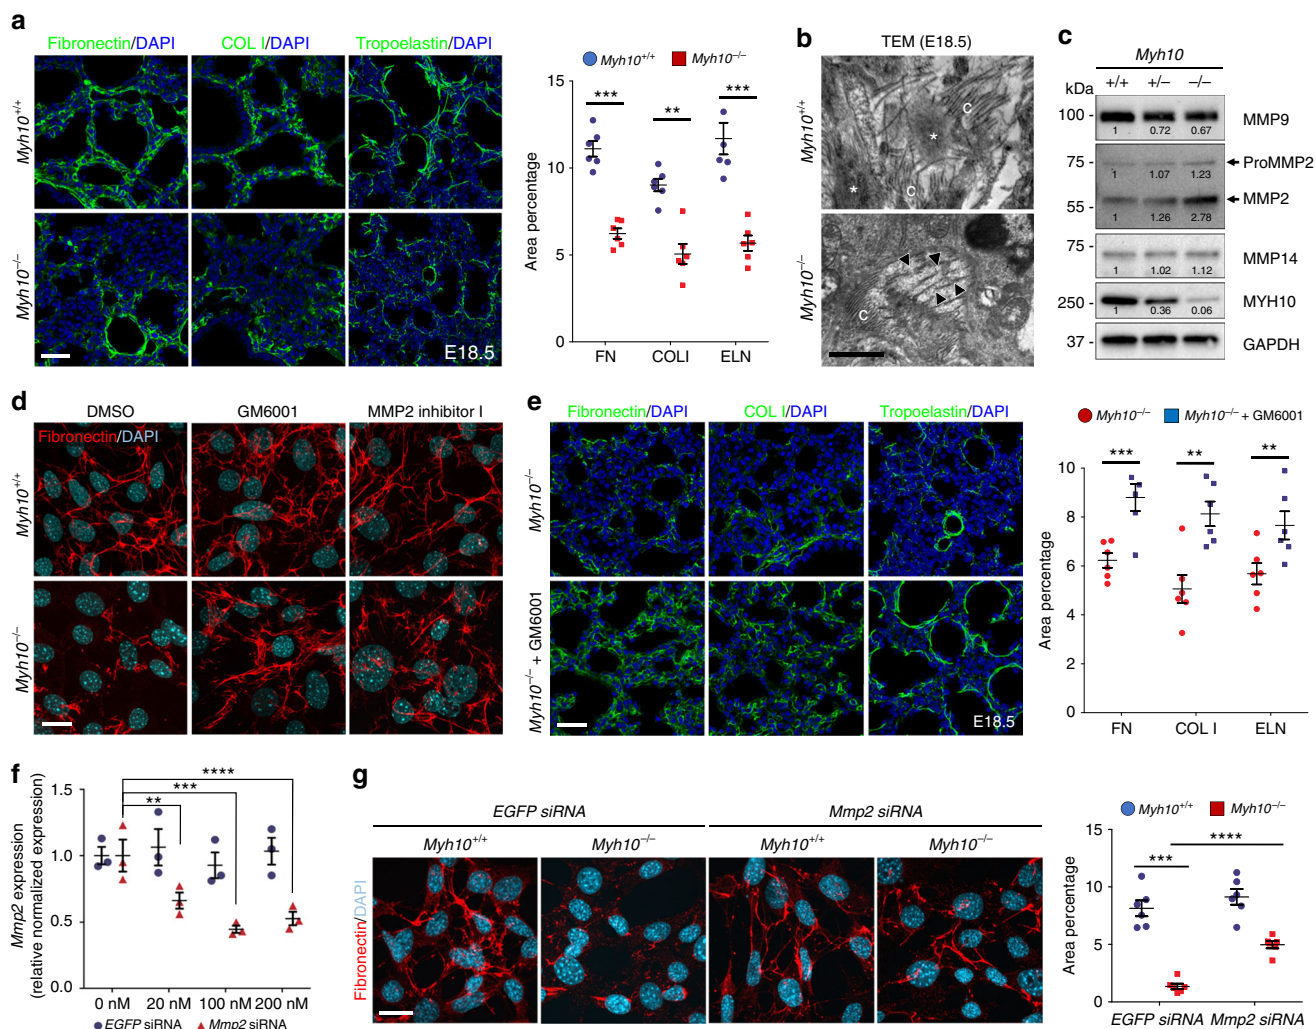 a
Fibronectin/DAPI
COL I/DAPI
Tropoelastin/DAPI
Myh10+/+
Myh10−/−
E18.5
Myh10+/+
Myh10−/−
Area percentage
15
10
5
0
***
**
***
FN
COLI
ELN
b
TEM (E18.5)
Myh10+/+
Myh10−/−
C
*
*
C
C
c
Myh10
+/+
+/−
−/−
kDa
100
1
0.72
0.67
MMP9
75
1
1.07
1.23
ProMMP2
55
1
1.26
2.78
MMP2
75
1
1.02
1.12
MMP14
250
1
0.36
0.06
MYH10
37
GAPDH
d
DMSO
GM6001
MMP2 inhibitor I
Fibronectin/DAPI
Myh10+/+
Myh10−/−
e
Fibronectin/DAPI
COL I/DAPI
Tropoelastin/DAPI
Myh10−/−
Myh10−/− + GM6001
E18.5
Myh10−/−
Myh10−/− + GM6001
Area percentage
10
8
6
4
2
0
***
**
**
FN
COL I
ELN
f
Mmp2 expression
(relative normalized expression)
1.5
1.0
0.5
0.0
****
***
**
0 nM
20 nM
100 nM
200 nM
EGFP siRNA
Mmp2 siRNA
g
EGFP siRNA
Mmp2 siRNA
Myh10+/+
Myh10−/−
Myh10+/+
Myh10−/−
Fibronectin/DAPI
Myh10+/+
Myh10−/−
Area percentage
15
10
5
0
***
****
EGFP siRNA
Mmp2 siRNA